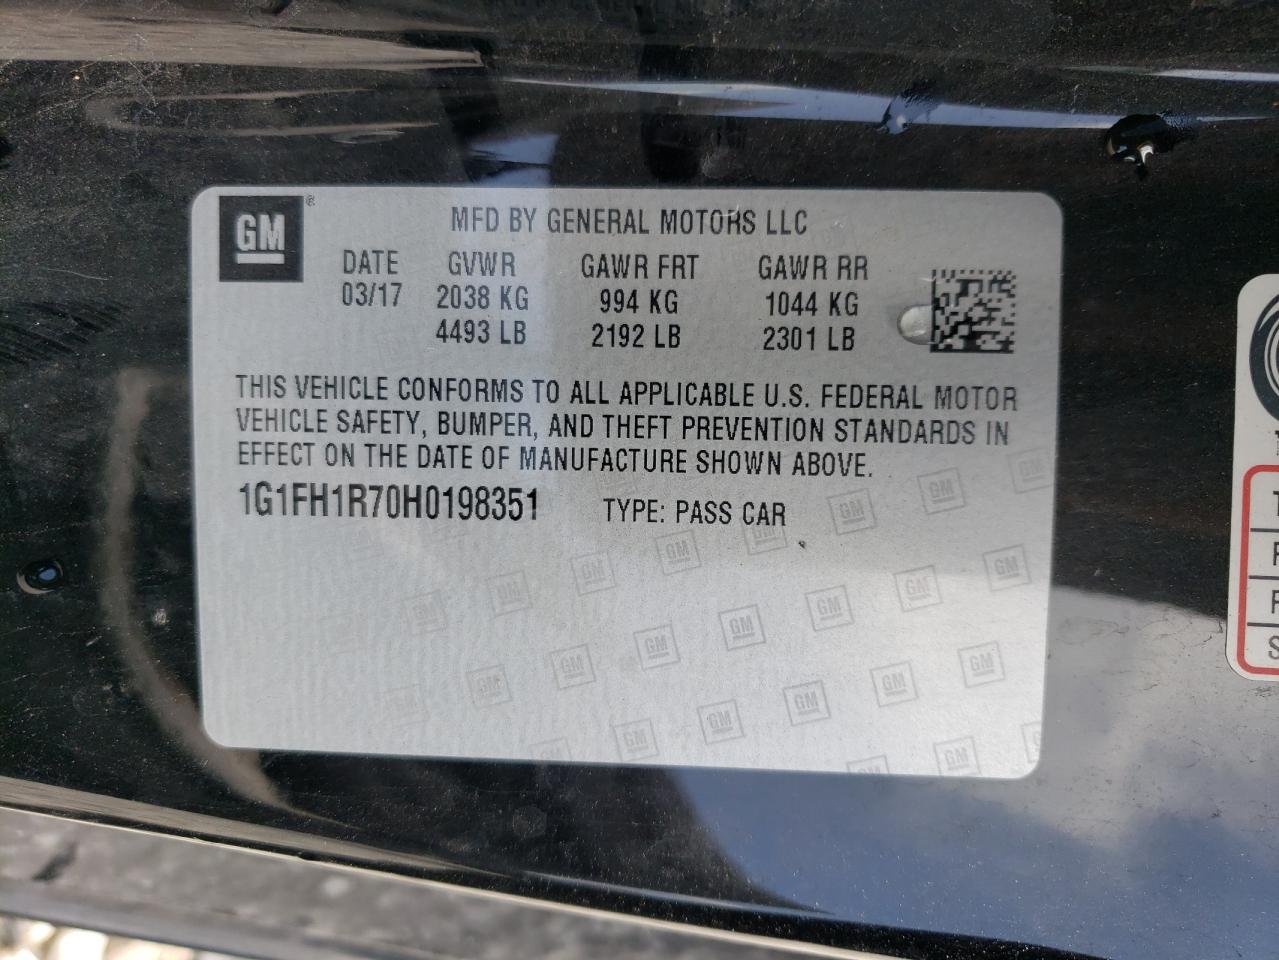 GM®
MFD BY GENERAL MOTORS LLC
DATE GVWR GAWR FRT GAWR RR
03/17 2038 KG 994 KG 1044 KG
4493 LB 2192 LB 2301 LB
THIS VEHICLE CONFORMS TO ALL APPLICABLE U.S. FEDERAL MOTOR
VEHICLE SAFETY, BUMPER, AND THEFT PREVENTION STANDARDS IN
EFFECT ON THE DATE OF MANUFACTURE SHOWN ABOVE.
1G1FH1R70H0198351 TYPE: PASS CAR